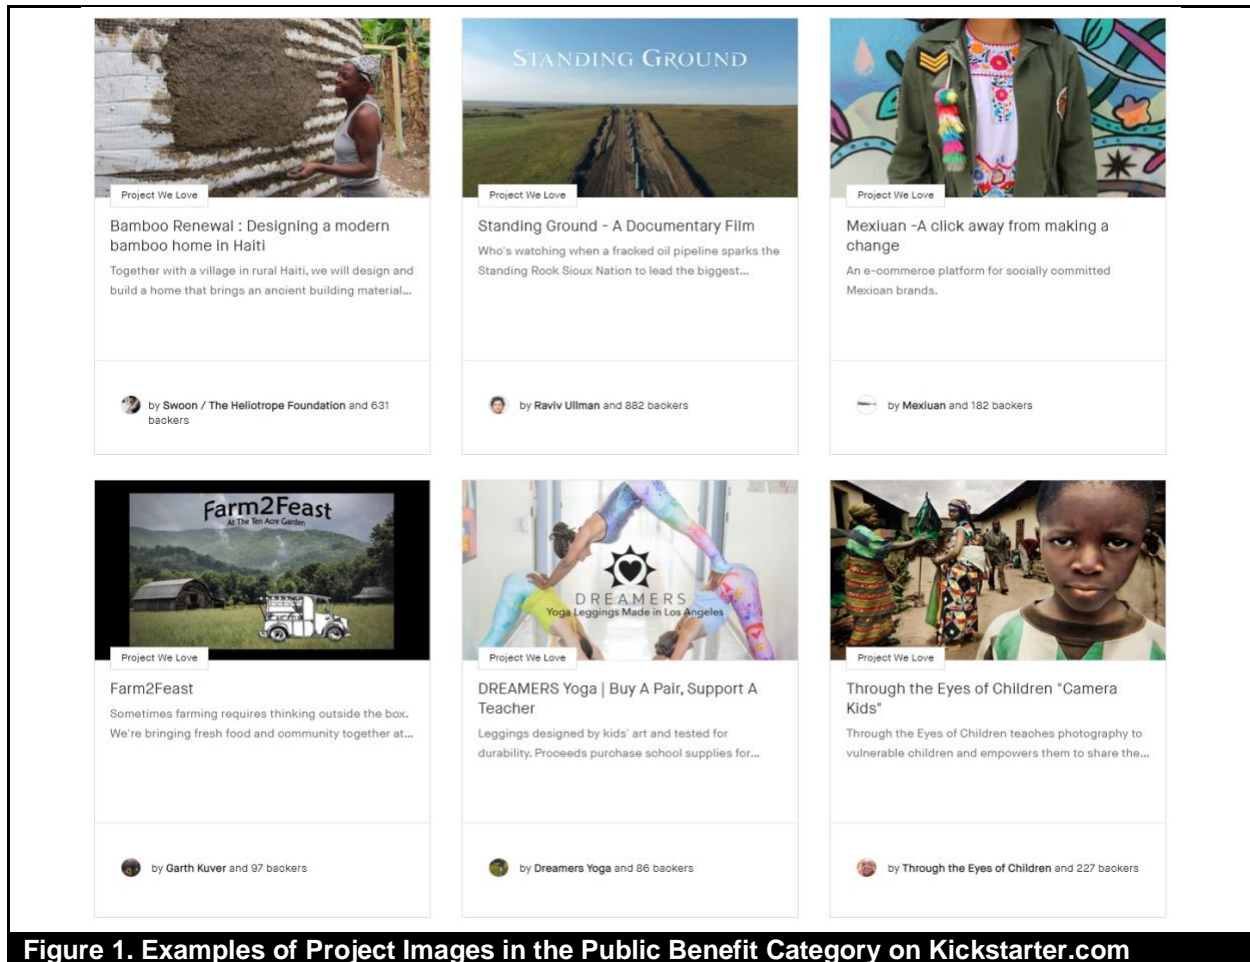 STANDING GROUND
Project We Love
Project We Love
Project We Love
Bamboo Renewal : Designing a modern
bamboo home in Haiti
Together with a village in rural Haiti, we will design and
build a home that brings an ancient building material...
by Swoon / The Heliotrope Foundation and 631
backers
Standing Ground - A Documentary Film
Who's watching when a fracked oil pipeline sparks the
Standing Rock Sioux Nation to lead the biggest...
by Raviv Ullman and 882 backers
Mexiuan -A click away from making a
change
An e-commerce platform for socially committed
Mexican brands.
by Mexiuan and 182 backers
Farm2Feast
At The Ten Acre Garden
Project We Love
Farm2Feast
Sometimes farming requires thinking outside the box.
We're bringing fresh food and community together at...
by Garth Kuver and 97 backers
DREAMERS
Yoga Leggings Made in Los Angeles
Project We Love
DREAMERS Yoga | Buy A Pair, Support A
Teacher
Leggings designed by kids' art and tested for
durability. Proceeds purchase school supplies for...
by Dreamers Yoga and 86 backers
Project We Love
Through the Eyes of Children "Camera
Kids"
Through the Eyes of Children teaches photography to
vulnerable children and empowers them to share the...
by Through the Eyes of Children and 227 backers
Figure 1. Examples of Project Images in the Public Benefit Category on Kickstarter.com